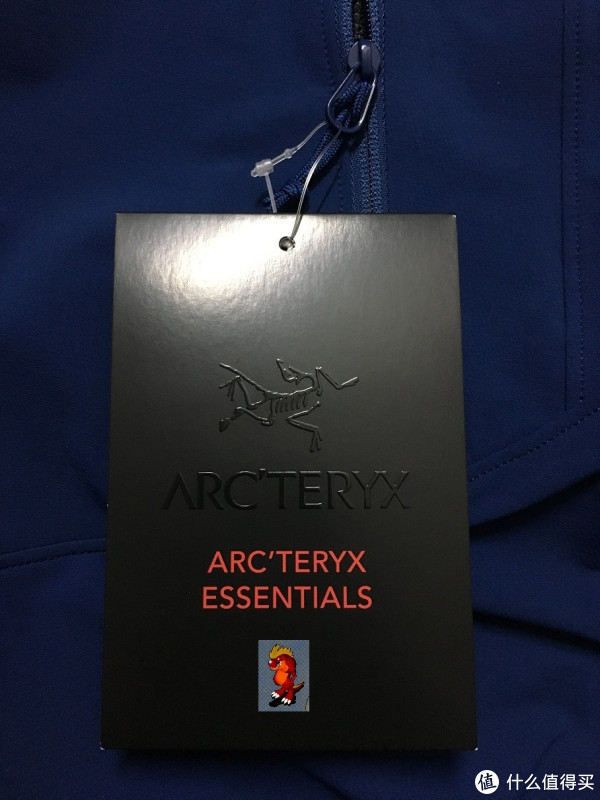 ARC'TERYX
ARC'TERYX
ESSENTIALS
值 什么值得买